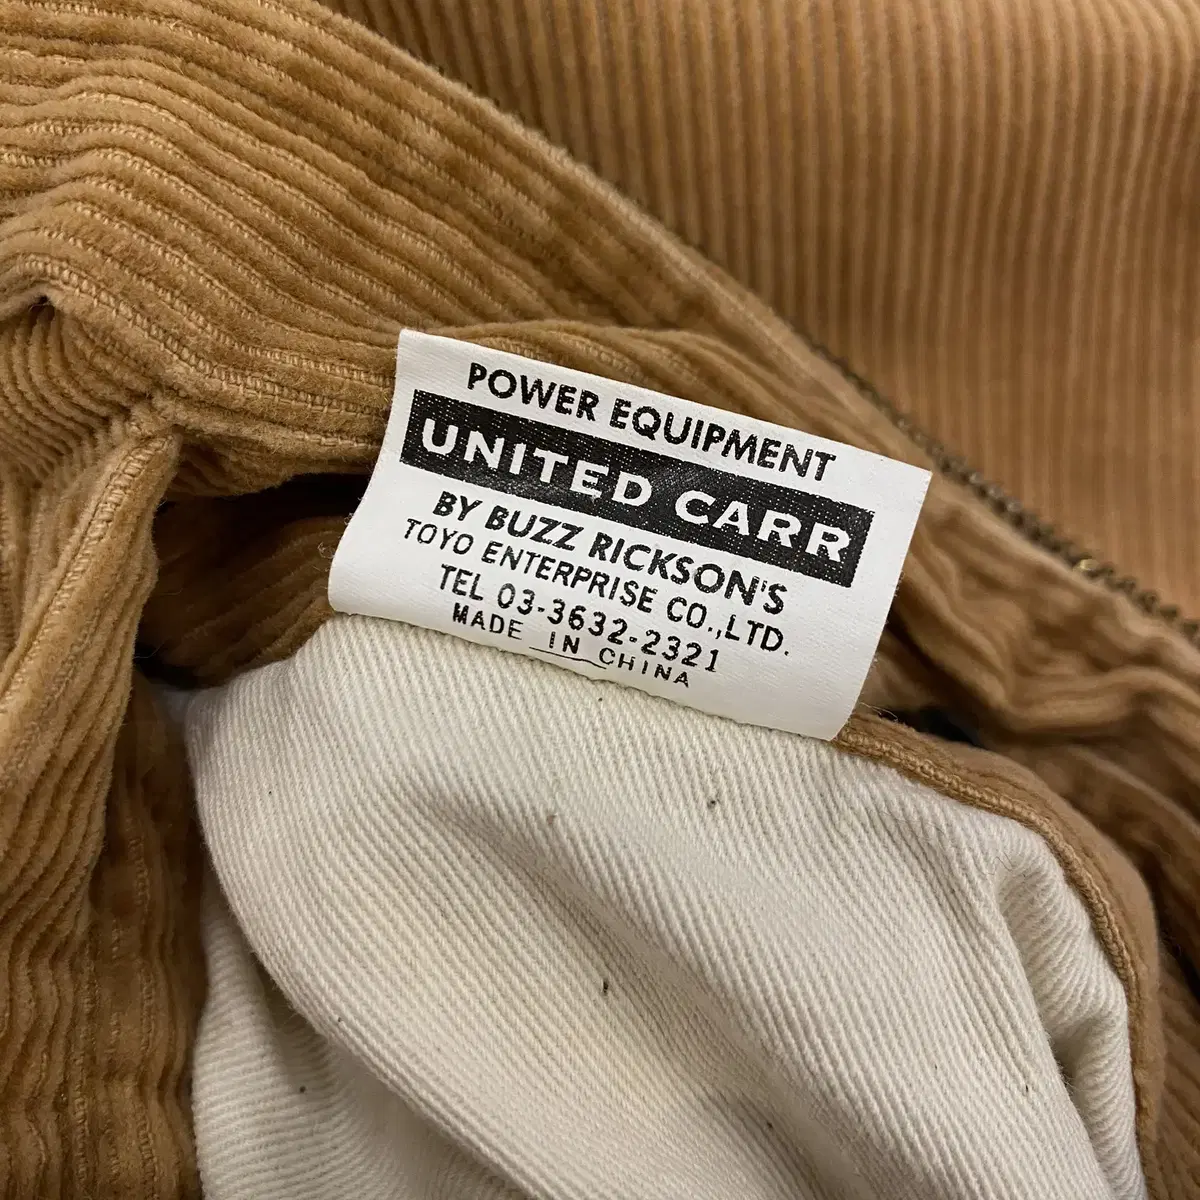 POWER EQUIPMENT
UNITED CARR
BY BUZZ RICKSON'S
TOYO ENTERPRISE CO.,LTD.
TEL 03-3632-2321
MADE IN CHINA